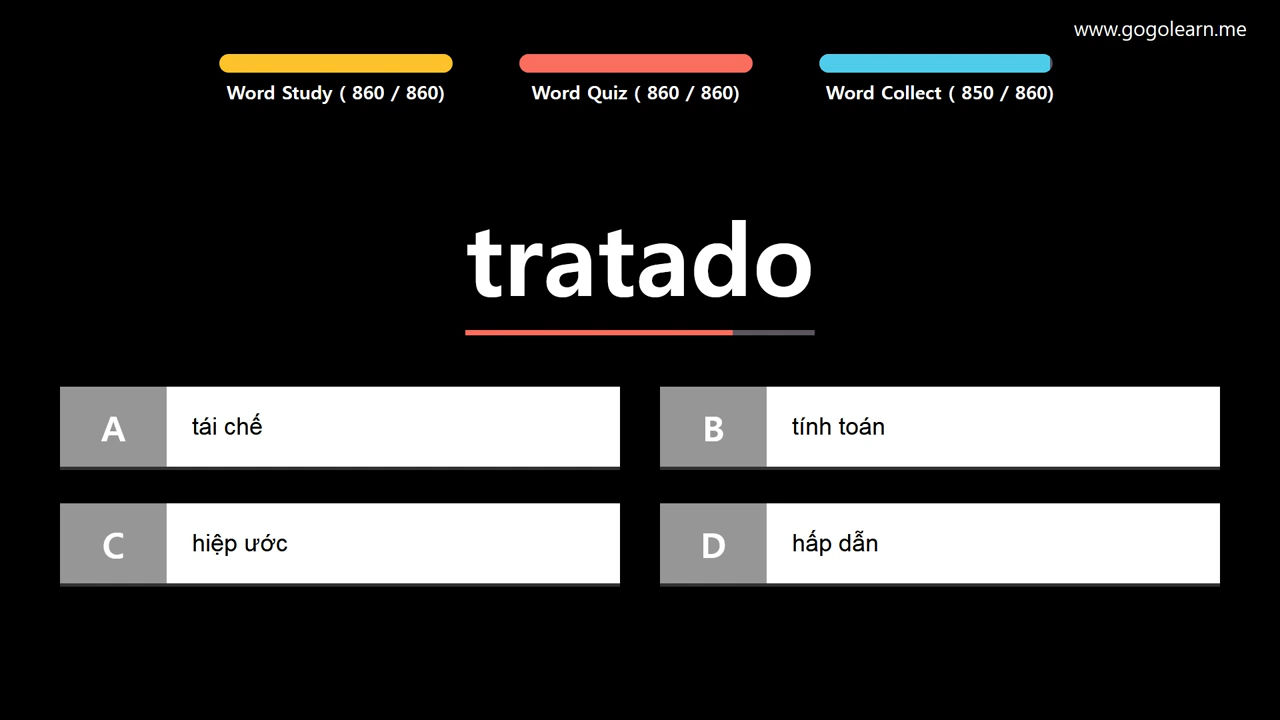 www.gogolearn.me
Word Study ( 860 / 860)
Word Quiz ( 860 / 860)
Word Collect ( 850 / 860)
tratado
A tái chế
B tính toán
C hiệp ước
D hấp dẫn